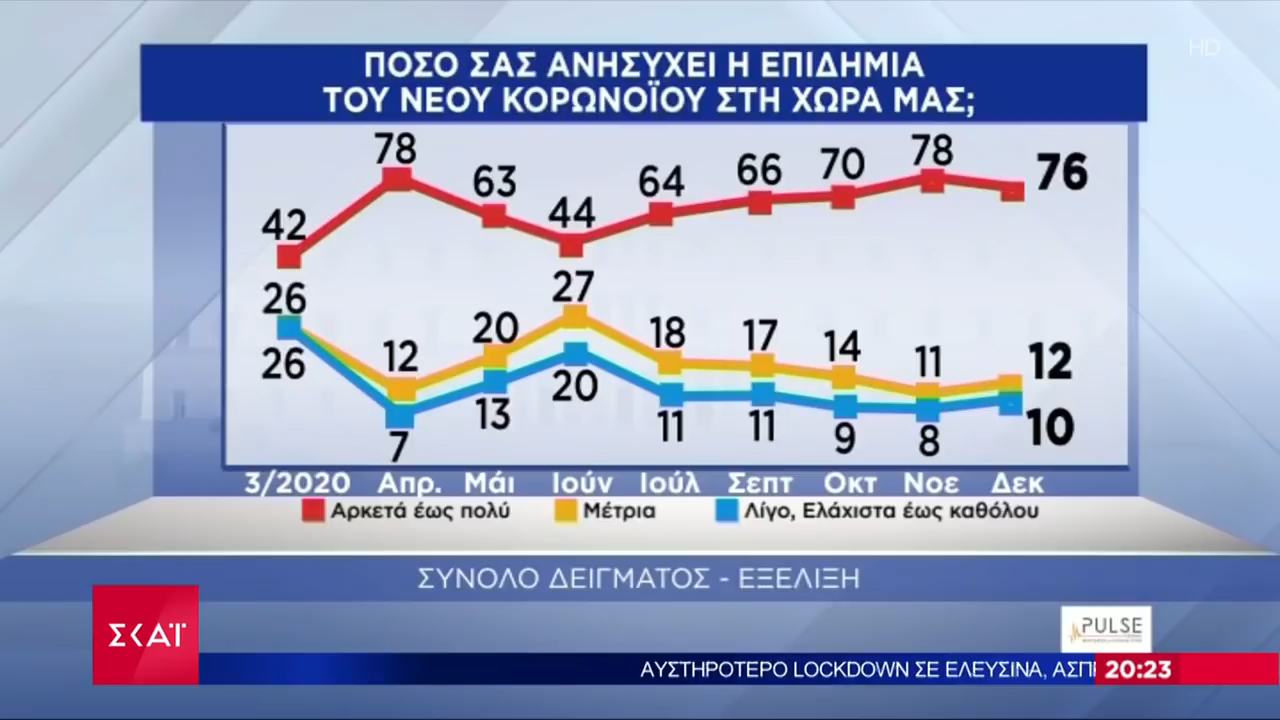 HD
ΠΟΣΟ ΣΑΣ ΑΝΗΣΥΧΕΙ Η ΕΠΙΔΗΜΙΑ
ΤΟΥ ΝΕΟΥ ΚΟΡΩΝΟΪΟΥ ΣΤΗ ΧΩΡΑ ΜΑΣ;
42 78 63 44 64 66 70 78 76
26 12 20 27 18 17 14 11 12
26 7 13 20 11 11 9 8 10
3/2020 Απρ. Μάι Ιούν Ιούλ Σεπτ Οκτ Νοε Δεκ
Αρκετά έως πολύ Μέτρια Λίγο, Ελάχιστα έως καθόλου
ΣΥΝΟΛΟ ΔΕΙΓΜΑΤΟΣ - ΕΞΕΛΙΞΗ
ΣΚΑΪ
PULSE
ΑΥΣΤΗΡΟΤΕΡΟ LOCKDOWN ΣΕ ΕΛΕΥΣΙΝΑ, ΑΣΠ
20:23